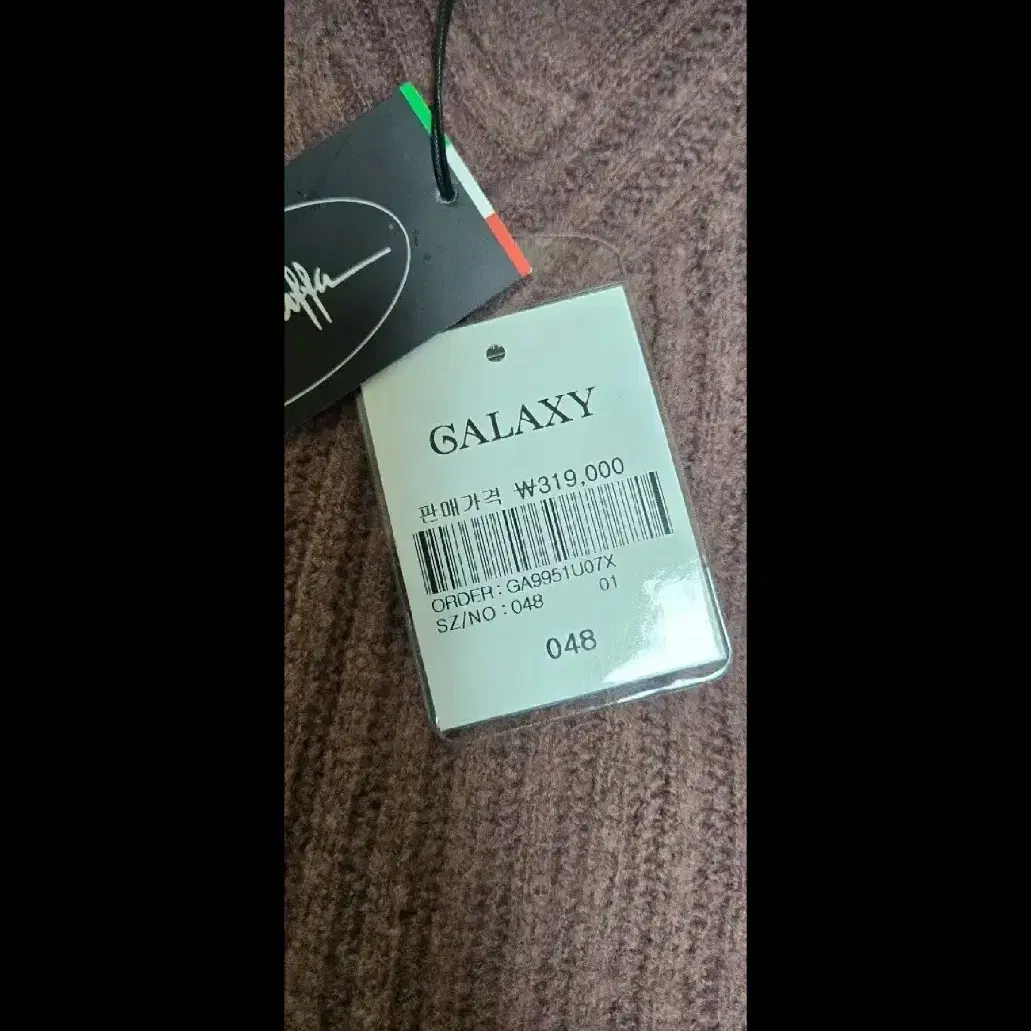 GALAXY
판매가격 ₩319,000
ORDER : GA9951U07X
SZ/NO : 048 01
048